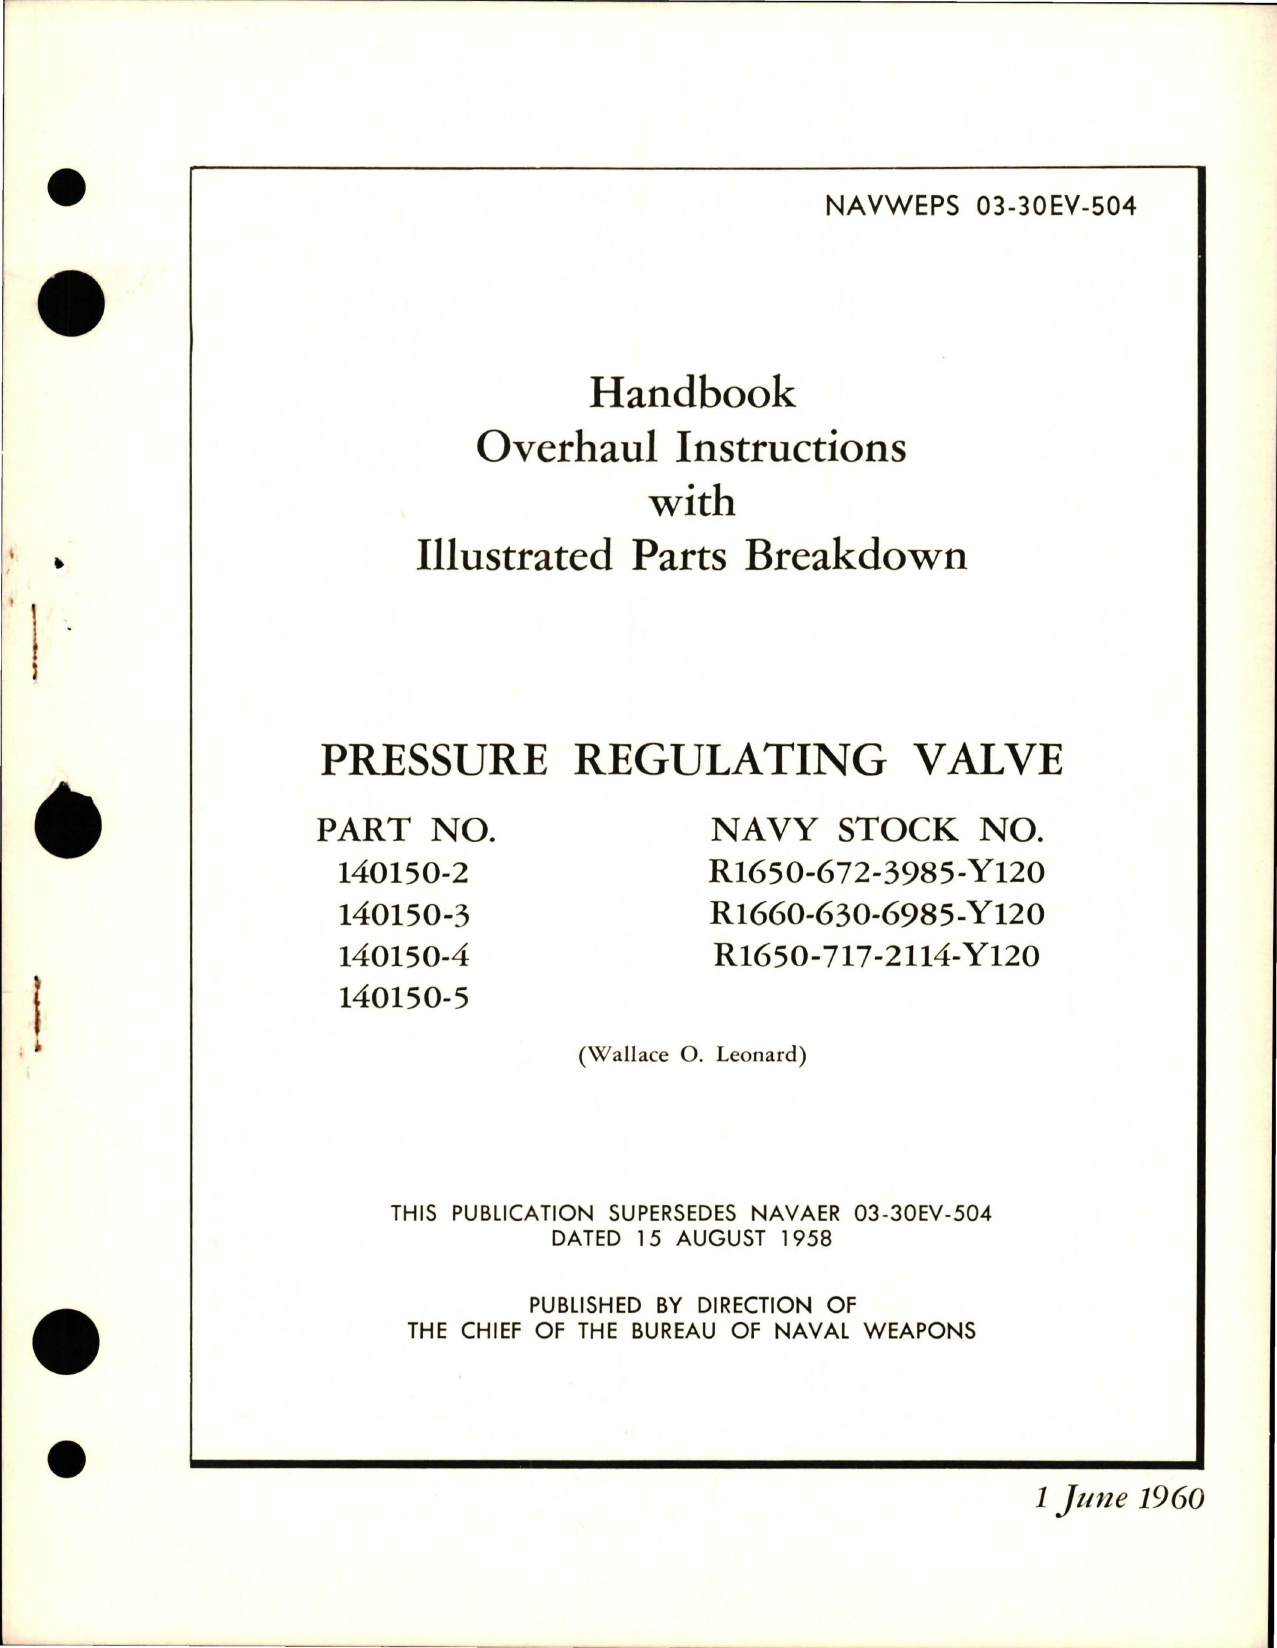 NAVWEPS 03-30EV-504
Handbook
Overhaul Instructions
with
Illustrated Parts Breakdown
PRESSURE REGULATING VALVE
PART NO. NAVY STOCK NO.
140150-2 R1650-672-3985-Y120
140150-3 R1660-630-6985-Y120
140150-4 R1650-717-2114-Y120
140150-5
(Wallace O. Leonard)
THIS PUBLICATION SUPERSEDES NAVAER 03-30EV-504
DATED 15 AUGUST 1958
PUBLISHED BY DIRECTION OF
THE CHIEF OF THE BUREAU OF NAVAL WEAPONS
1 June 1960